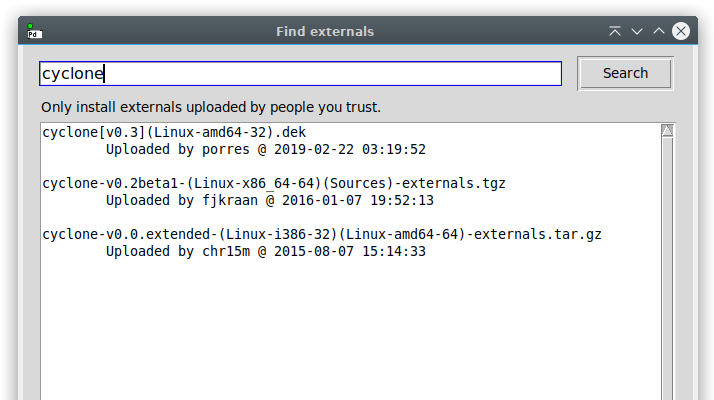 Pd
Find externals
cyclone
Search
Only install externals uploaded by people you trust.
cyclone[v0.3](Linux-amd64-32).dek
Uploaded by porres @ 2019-02-22 03:19:52
cyclone-v0.2beta1-(Linux-x86_64-64)(Sources)-externals.tgz
Uploaded by fjkraan @ 2016-01-07 19:52:13
cyclone-v0.0.extended-(Linux-i386-32)(Linux-amd64-64)-externals.tar.gz
Uploaded by chr15m @ 2015-08-07 15:14:33